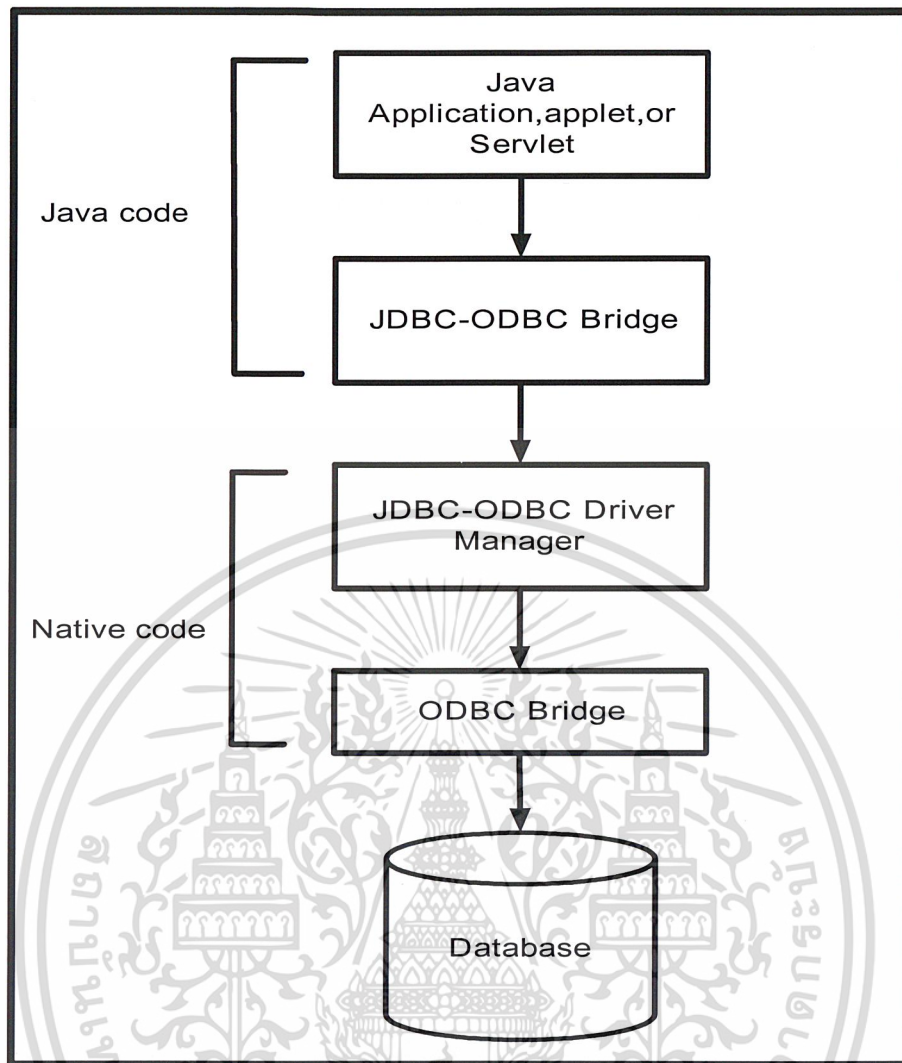 Java
Application,applet,or
Servlet
Java code
JDBC-ODBC Bridge
JDBC-ODBC Driver
Manager
Native code
ODBC Bridge
Database